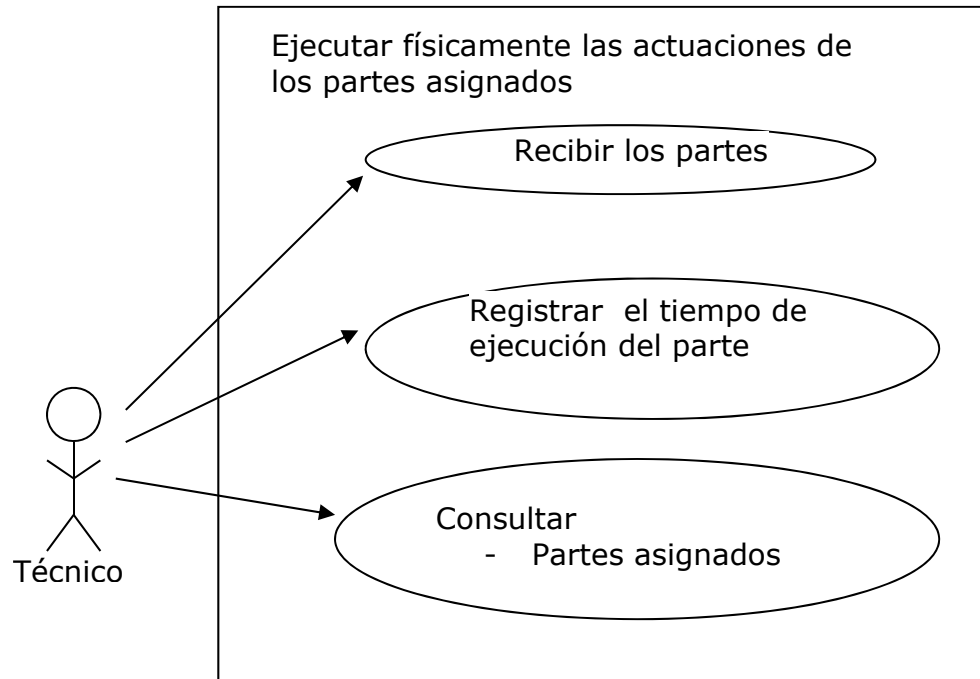 Ejecutar físicamente las actuaciones de
los partes asignados
Recibir los partes
Registrar el tiempo de
ejecución del parte
Consultar
- Partes asignados
Técnico